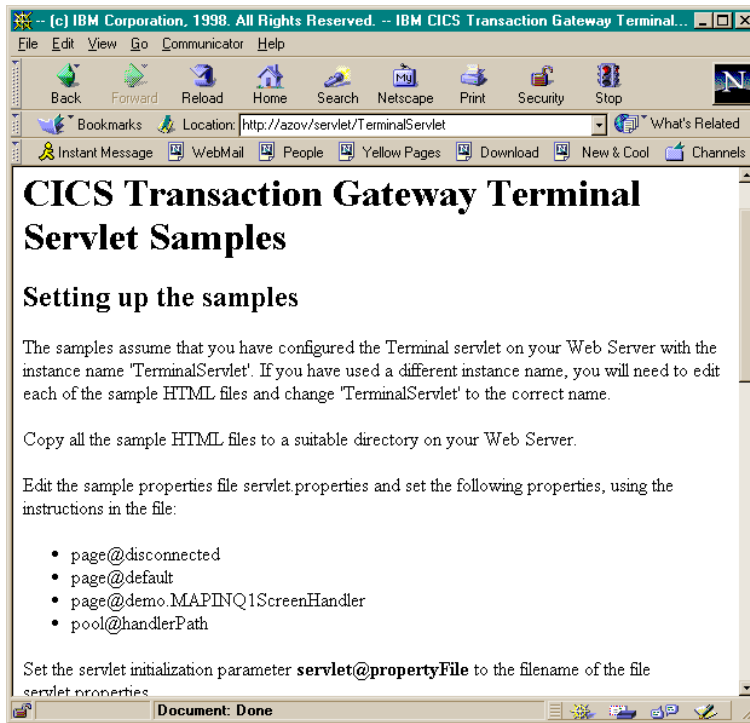 -- (c) IBM Corporation, 1998. All Rights Reserved. -- IBM CICS Transaction Gateway Terminal...
File Edit View Go Communicator Help
Back Forward Reload Home Search Netscape Print Security Stop
My
N
Bookmarks Location: http://azov/servlet/TerminalServlet What's Related
Instant Message WebMail People Yellow Pages Download New & Cool Channels
CICS Transaction Gateway Terminal
Servlet Samples
Setting up the samples
The samples assume that you have configured the Terminal servlet on your Web Server with the
instance name 'TerminalServlet'. If you have used a different instance name, you will need to edit
each of the sample HTML files and change 'TerminalServlet' to the correct name.
Copy all the sample HTML files to a suitable directory on your Web Server.
Edit the sample properties file servlet.properties and set the following properties, using the
instructions in the file:
• page@disconnected
• page@default
• page@demo.MAPINQ1ScreenHandler
• pool@handlerPath
Set the servlet initialization parameter servlet@propertyFile to the filename of the file
servlet.properties
Document: Done